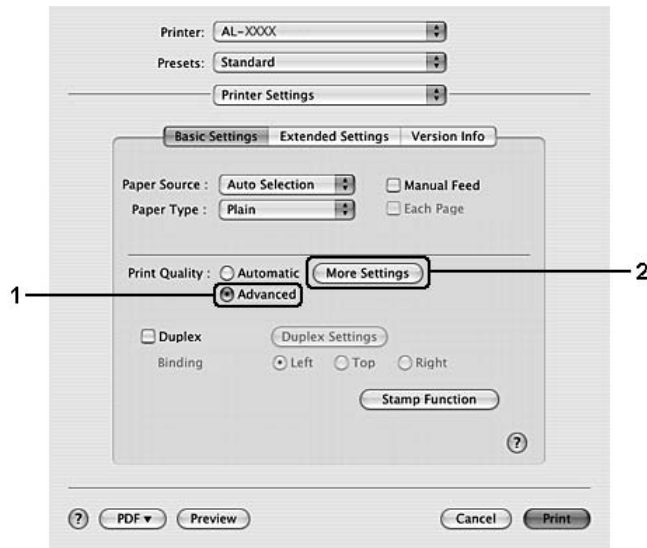 Printer: AL-XXXX
Presets: Standard
Printer Settings
Basic Settings Extended Settings Version Info
Paper Source : Auto Selection Manual Feed
Paper Type : Plain Each Page
Print Quality : Automatic More Settings 2
1 Advanced
Duplex Duplex Settings
Binding Left Top Right
Stamp Function
?
? PDF Preview Cancel Print